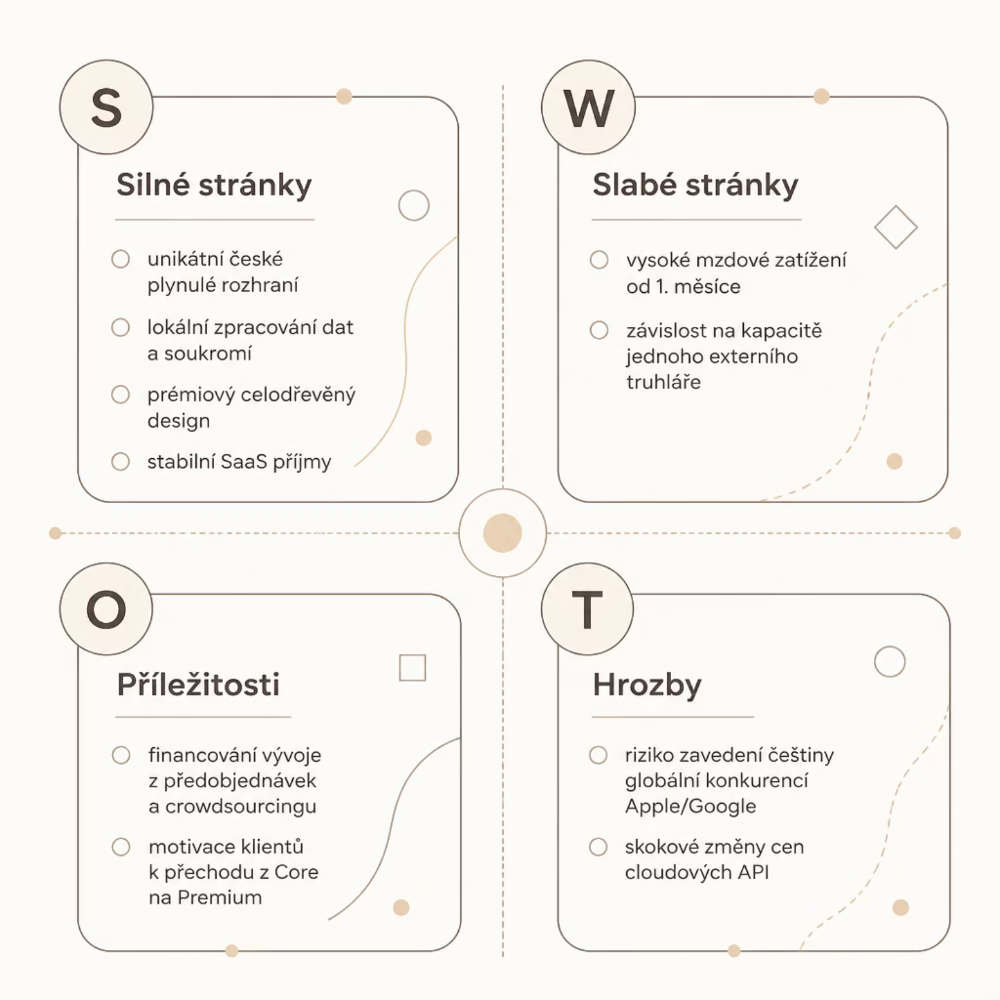 S
Silné stránky
unikátní české
plynulé rozhraní
lokální zpracování dat
a soukromí
prémiový celodřevěný
design
stabilní SaaS příjmy
W
Slabé stránky
vysoké mzdové zatížení
od 1. měsíce
závislost na kapacitě
jednoho externího
truhláře
O
Příležitosti
financování vývoje
z předobjednávek
a crowdsourcingu
motivace klientů
k přechodu z Core
na Premium
T
Hrozby
riziko zavedení češtiny
globální konkurencí
Apple/Google
skokové změny cen
cloudových API